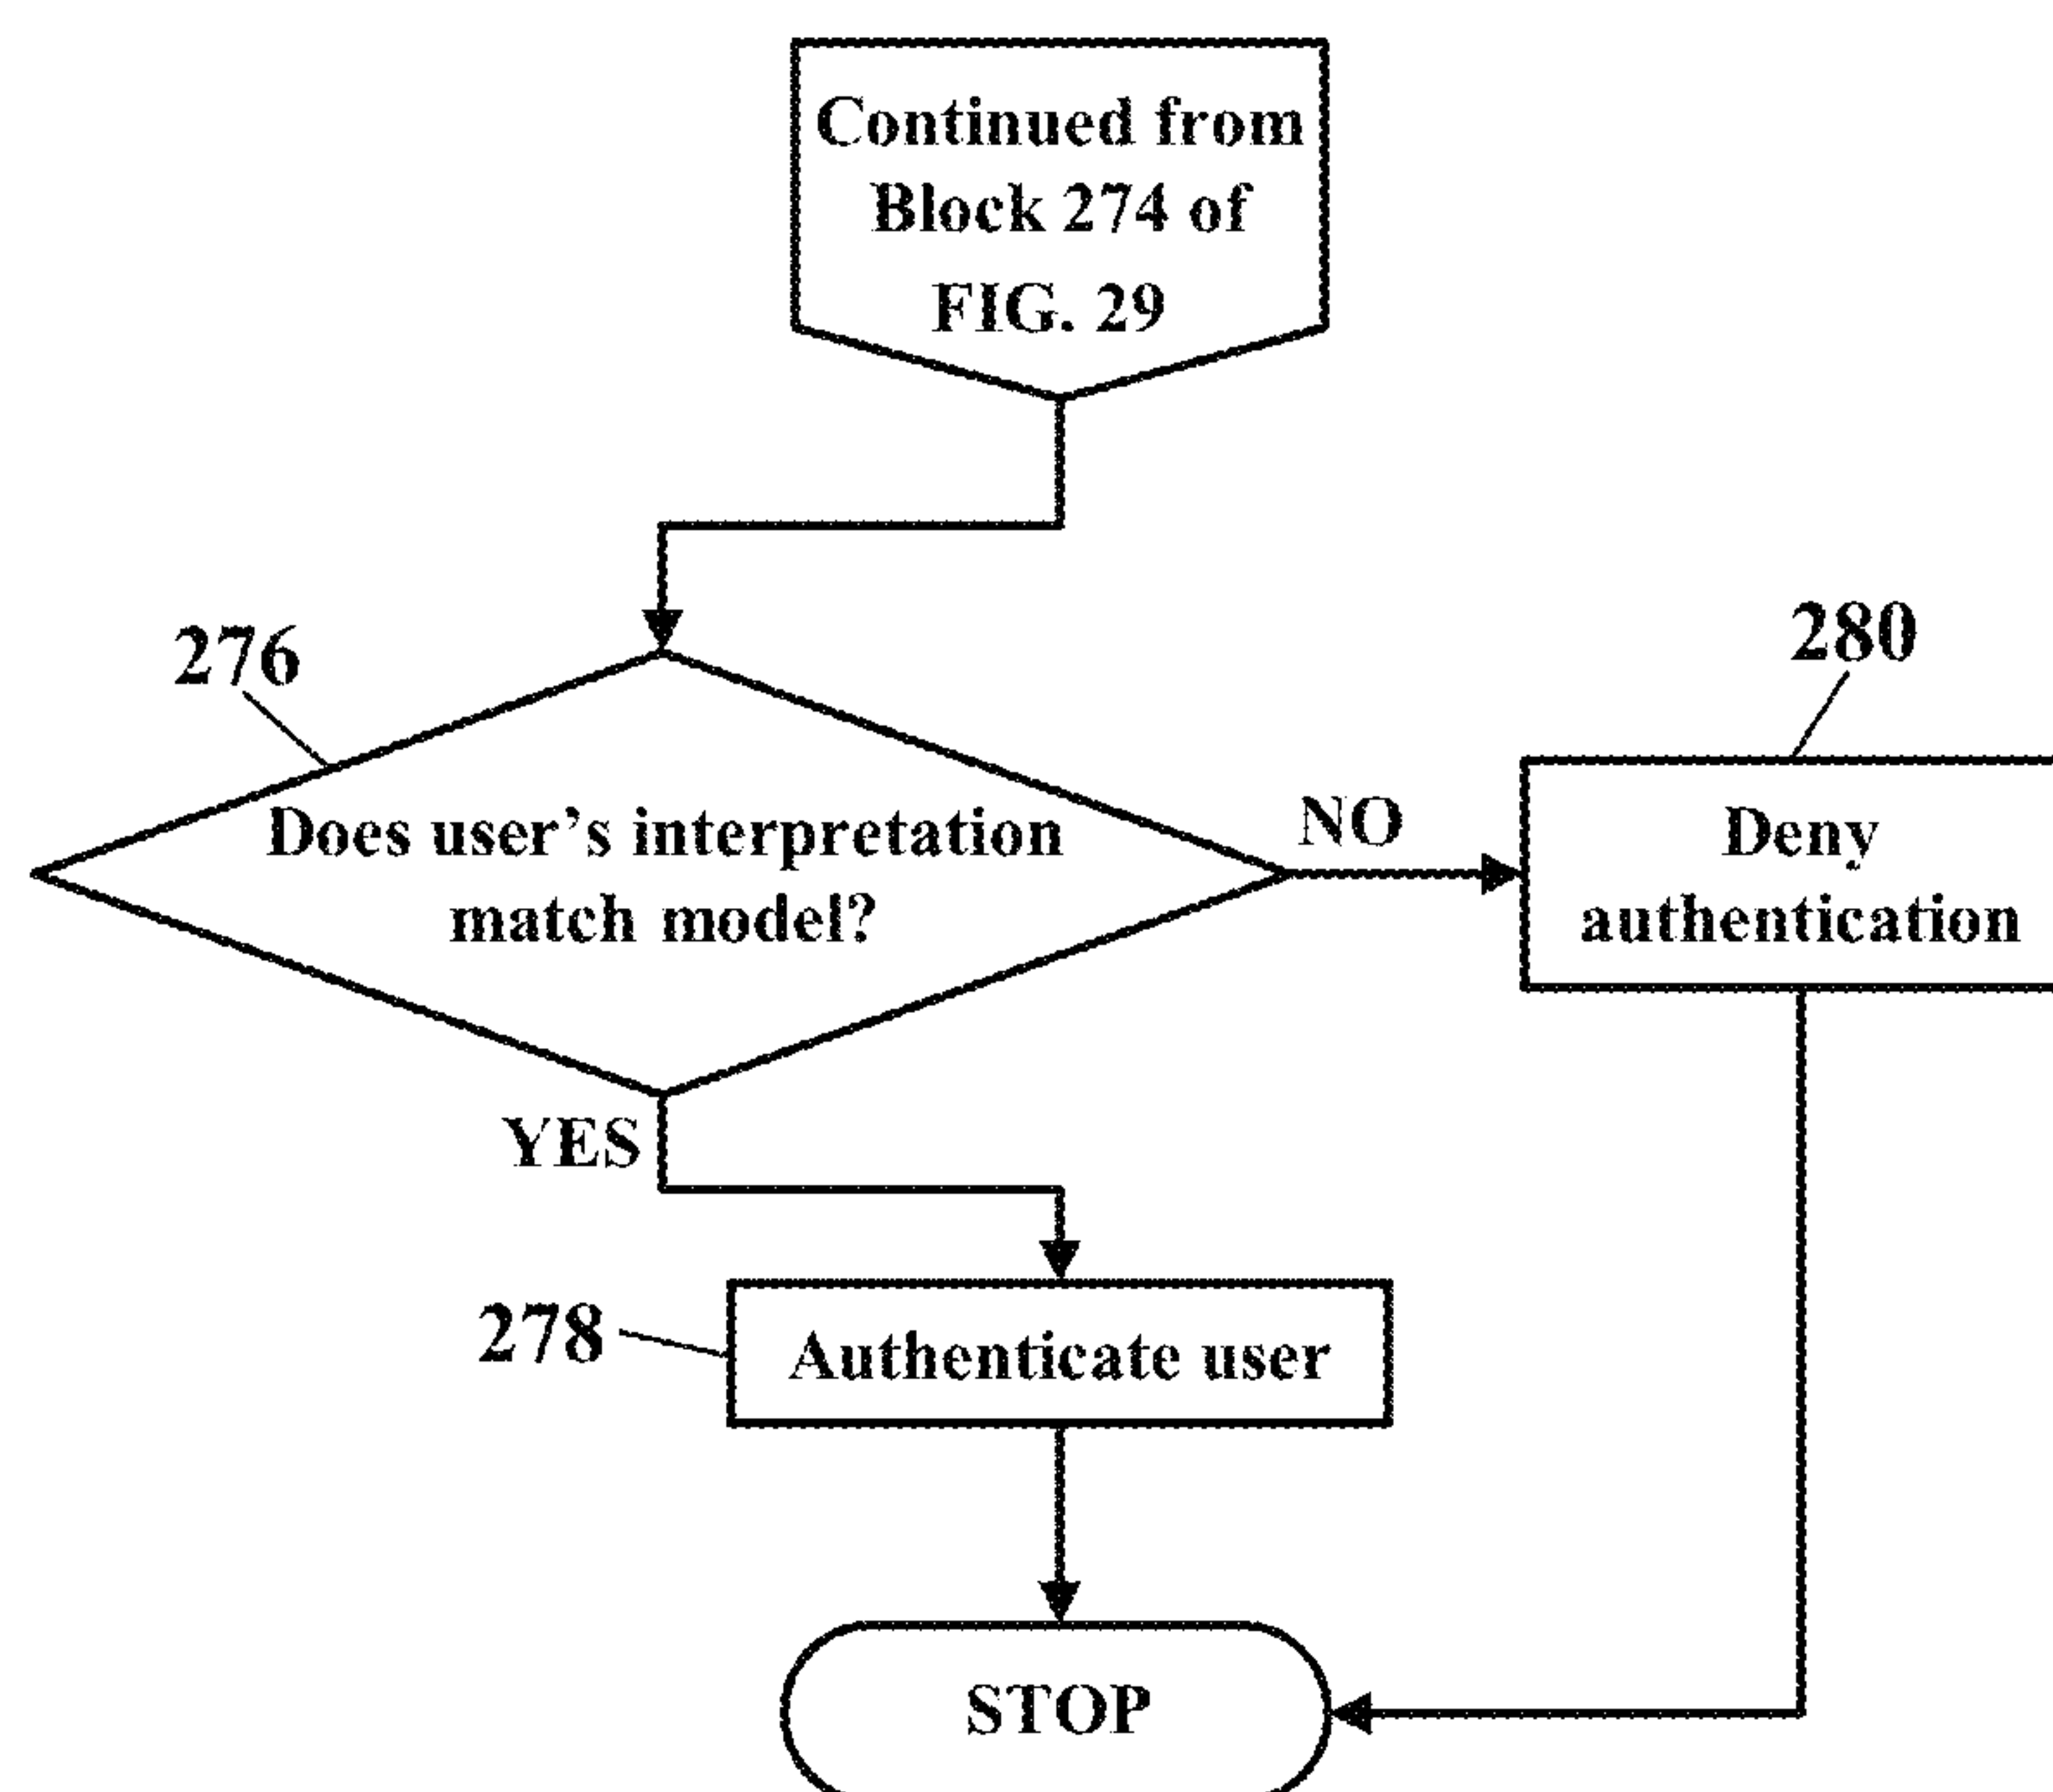 Continued from
Block 274 of
FIG. 29
276
Does user's interpretation
match model?
NO
280
Deny
authentication
YES
278
Authenticate user
STOP